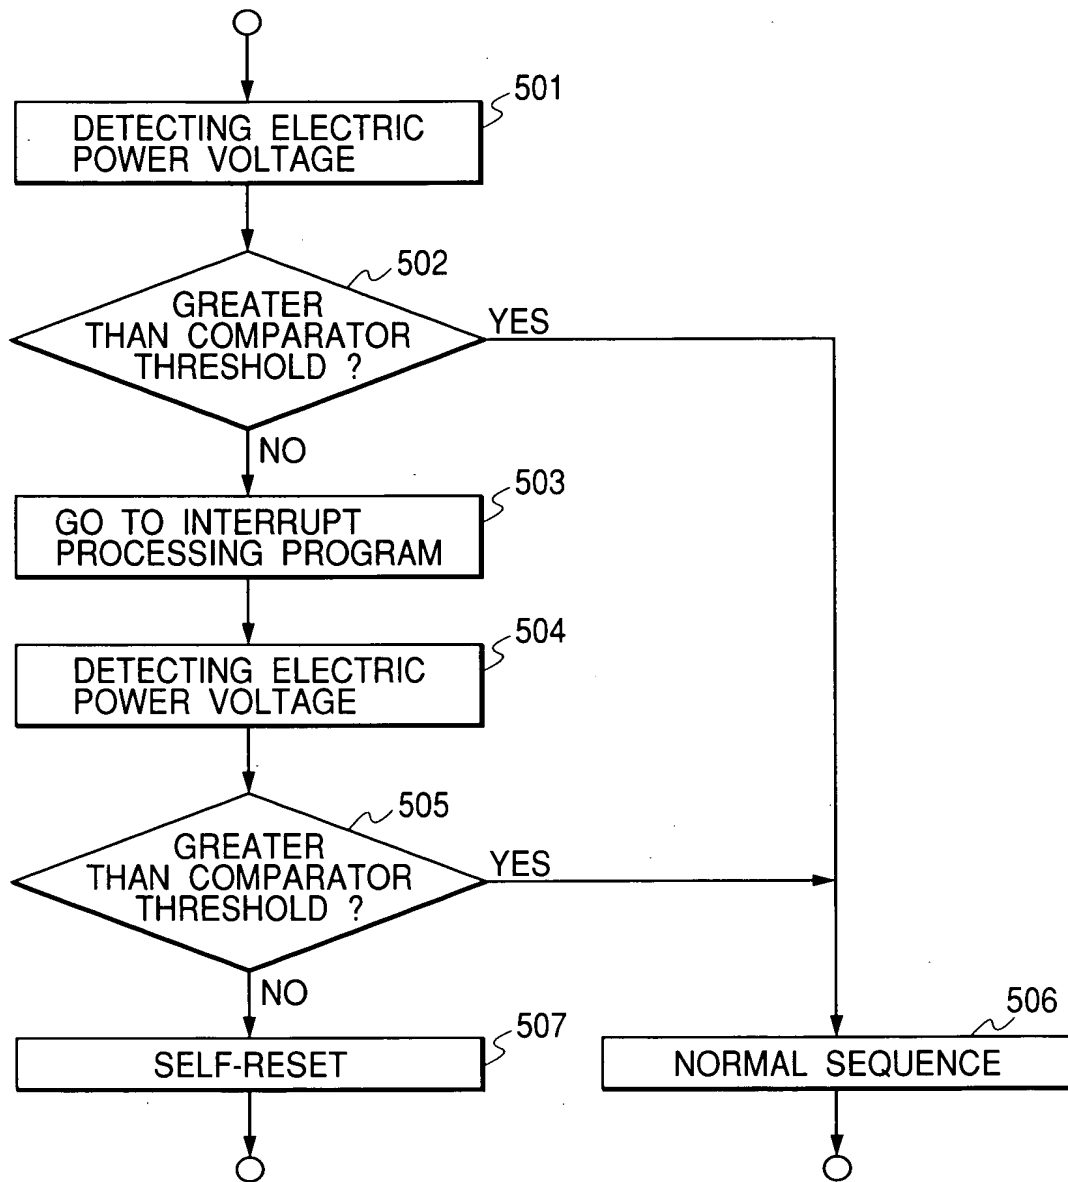 501
DETECTING ELECTRIC
POWER VOLTAGE
502
GREATER
THAN COMPARATOR
THRESHOLD ?
YES
NO
503
GO TO INTERRUPT
PROCESSING PROGRAM
504
DETECTING ELECTRIC
POWER VOLTAGE
505
GREATER
THAN COMPARATOR
THRESHOLD ?
YES
NO
507
SELF-RESET
506
NORMAL SEQUENCE